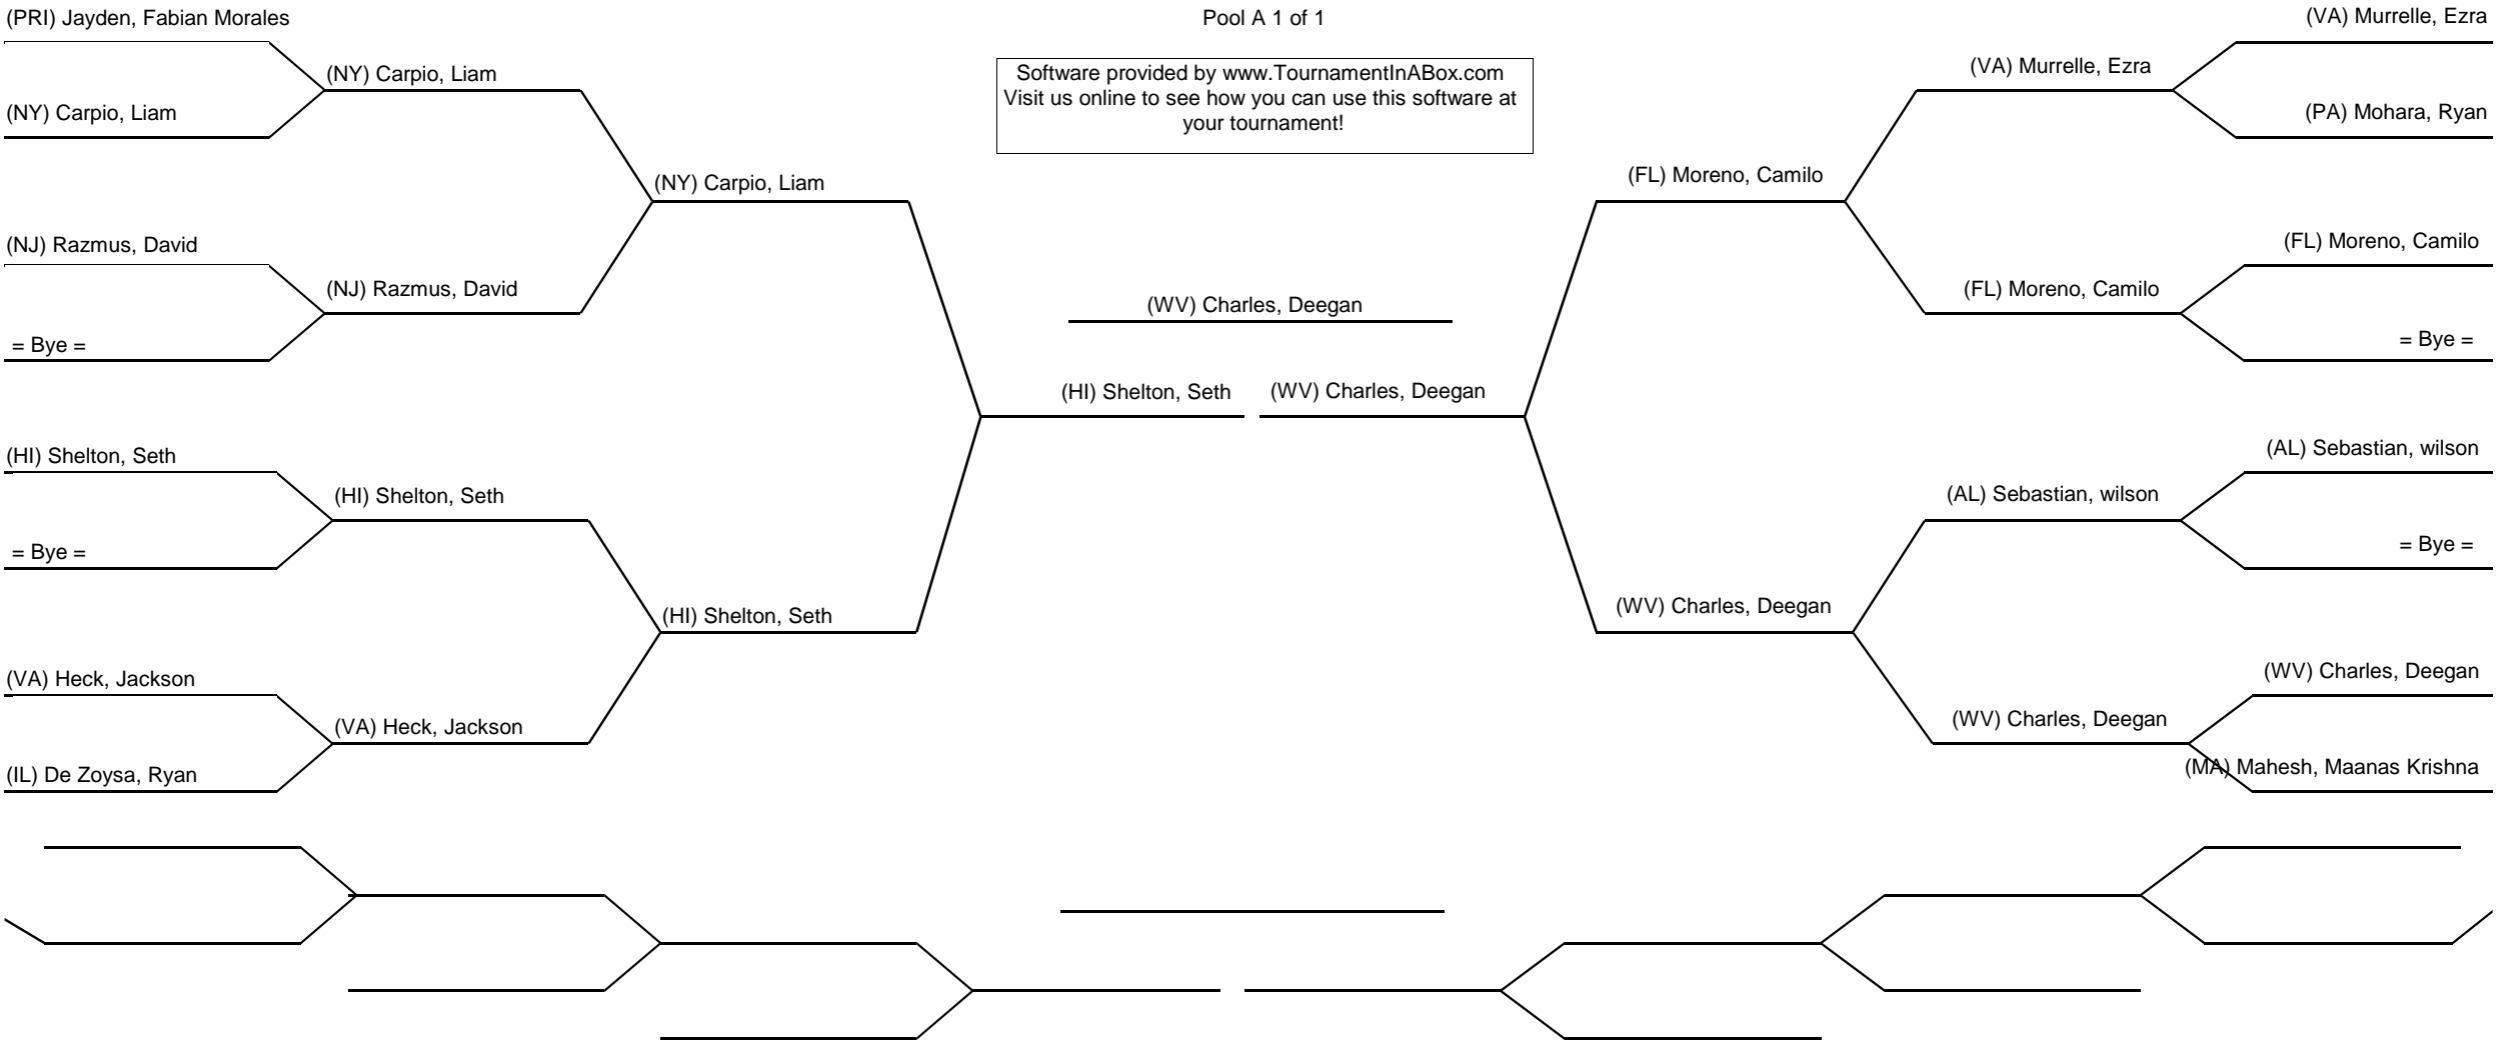 (PRI) Jayden, Fabian Morales
Pool A 1 of 1
(VA) Murrelle, Ezra
Software provided by www.TournamentInABox.com
Visit us online to see how you can use this software at
your tournament!
(NY) Carpio, Liam
(VA) Murrelle, Ezra
(NY) Carpio, Liam
(PA) Mohara, Ryan
(NY) Carpio, Liam
(FL) Moreno, Camilo
(NJ) Razmus, David
(FL) Moreno, Camilo
(NJ) Razmus, David
(WV) Charles, Deegan
(FL) Moreno, Camilo
= Bye =
= Bye =
(HI) Shelton, Seth
(WV) Charles, Deegan
(HI) Shelton, Seth
(AL) Sebastian, wilson
(HI) Shelton, Seth
(AL) Sebastian, wilson
= Bye =
= Bye =
(HI) Shelton, Seth
(WV) Charles, Deegan
(VA) Heck, Jackson
(WV) Charles, Deegan
(VA) Heck, Jackson
(WV) Charles, Deegan
(IL) De Zoysa, Ryan
(MA) Mahesh, Maanas Krishna